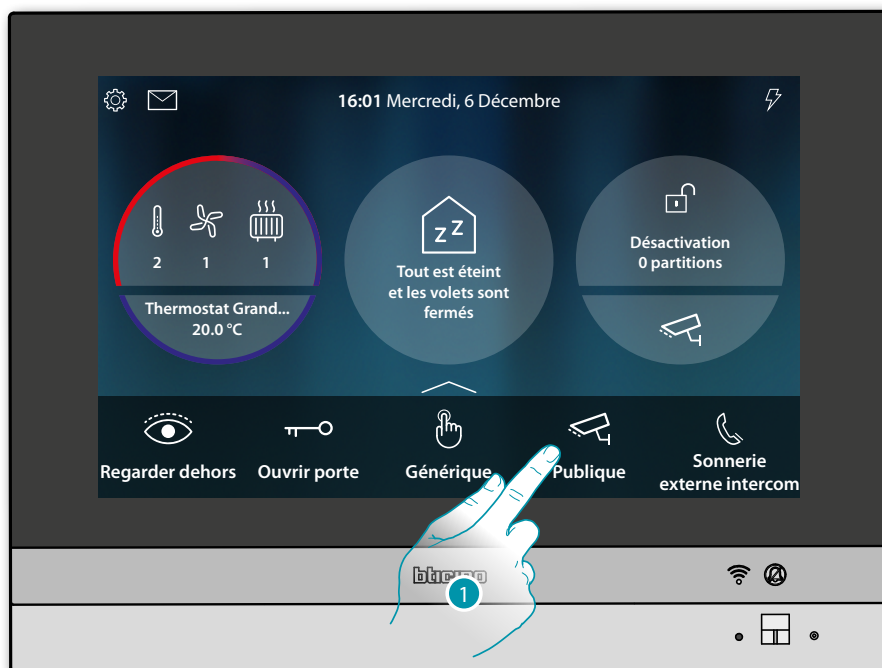 16:01 Mercredi, 6 Décembre
2 1 1
Thermostat Grand...
20.0 °C
z Z
Tout est éteint
et les volets sont
fermés
Désactivation
0 partitions
Regarder dehors
Ouvrir porte
Générique
Publique
Sonnerie
externe intercom
bticino
1